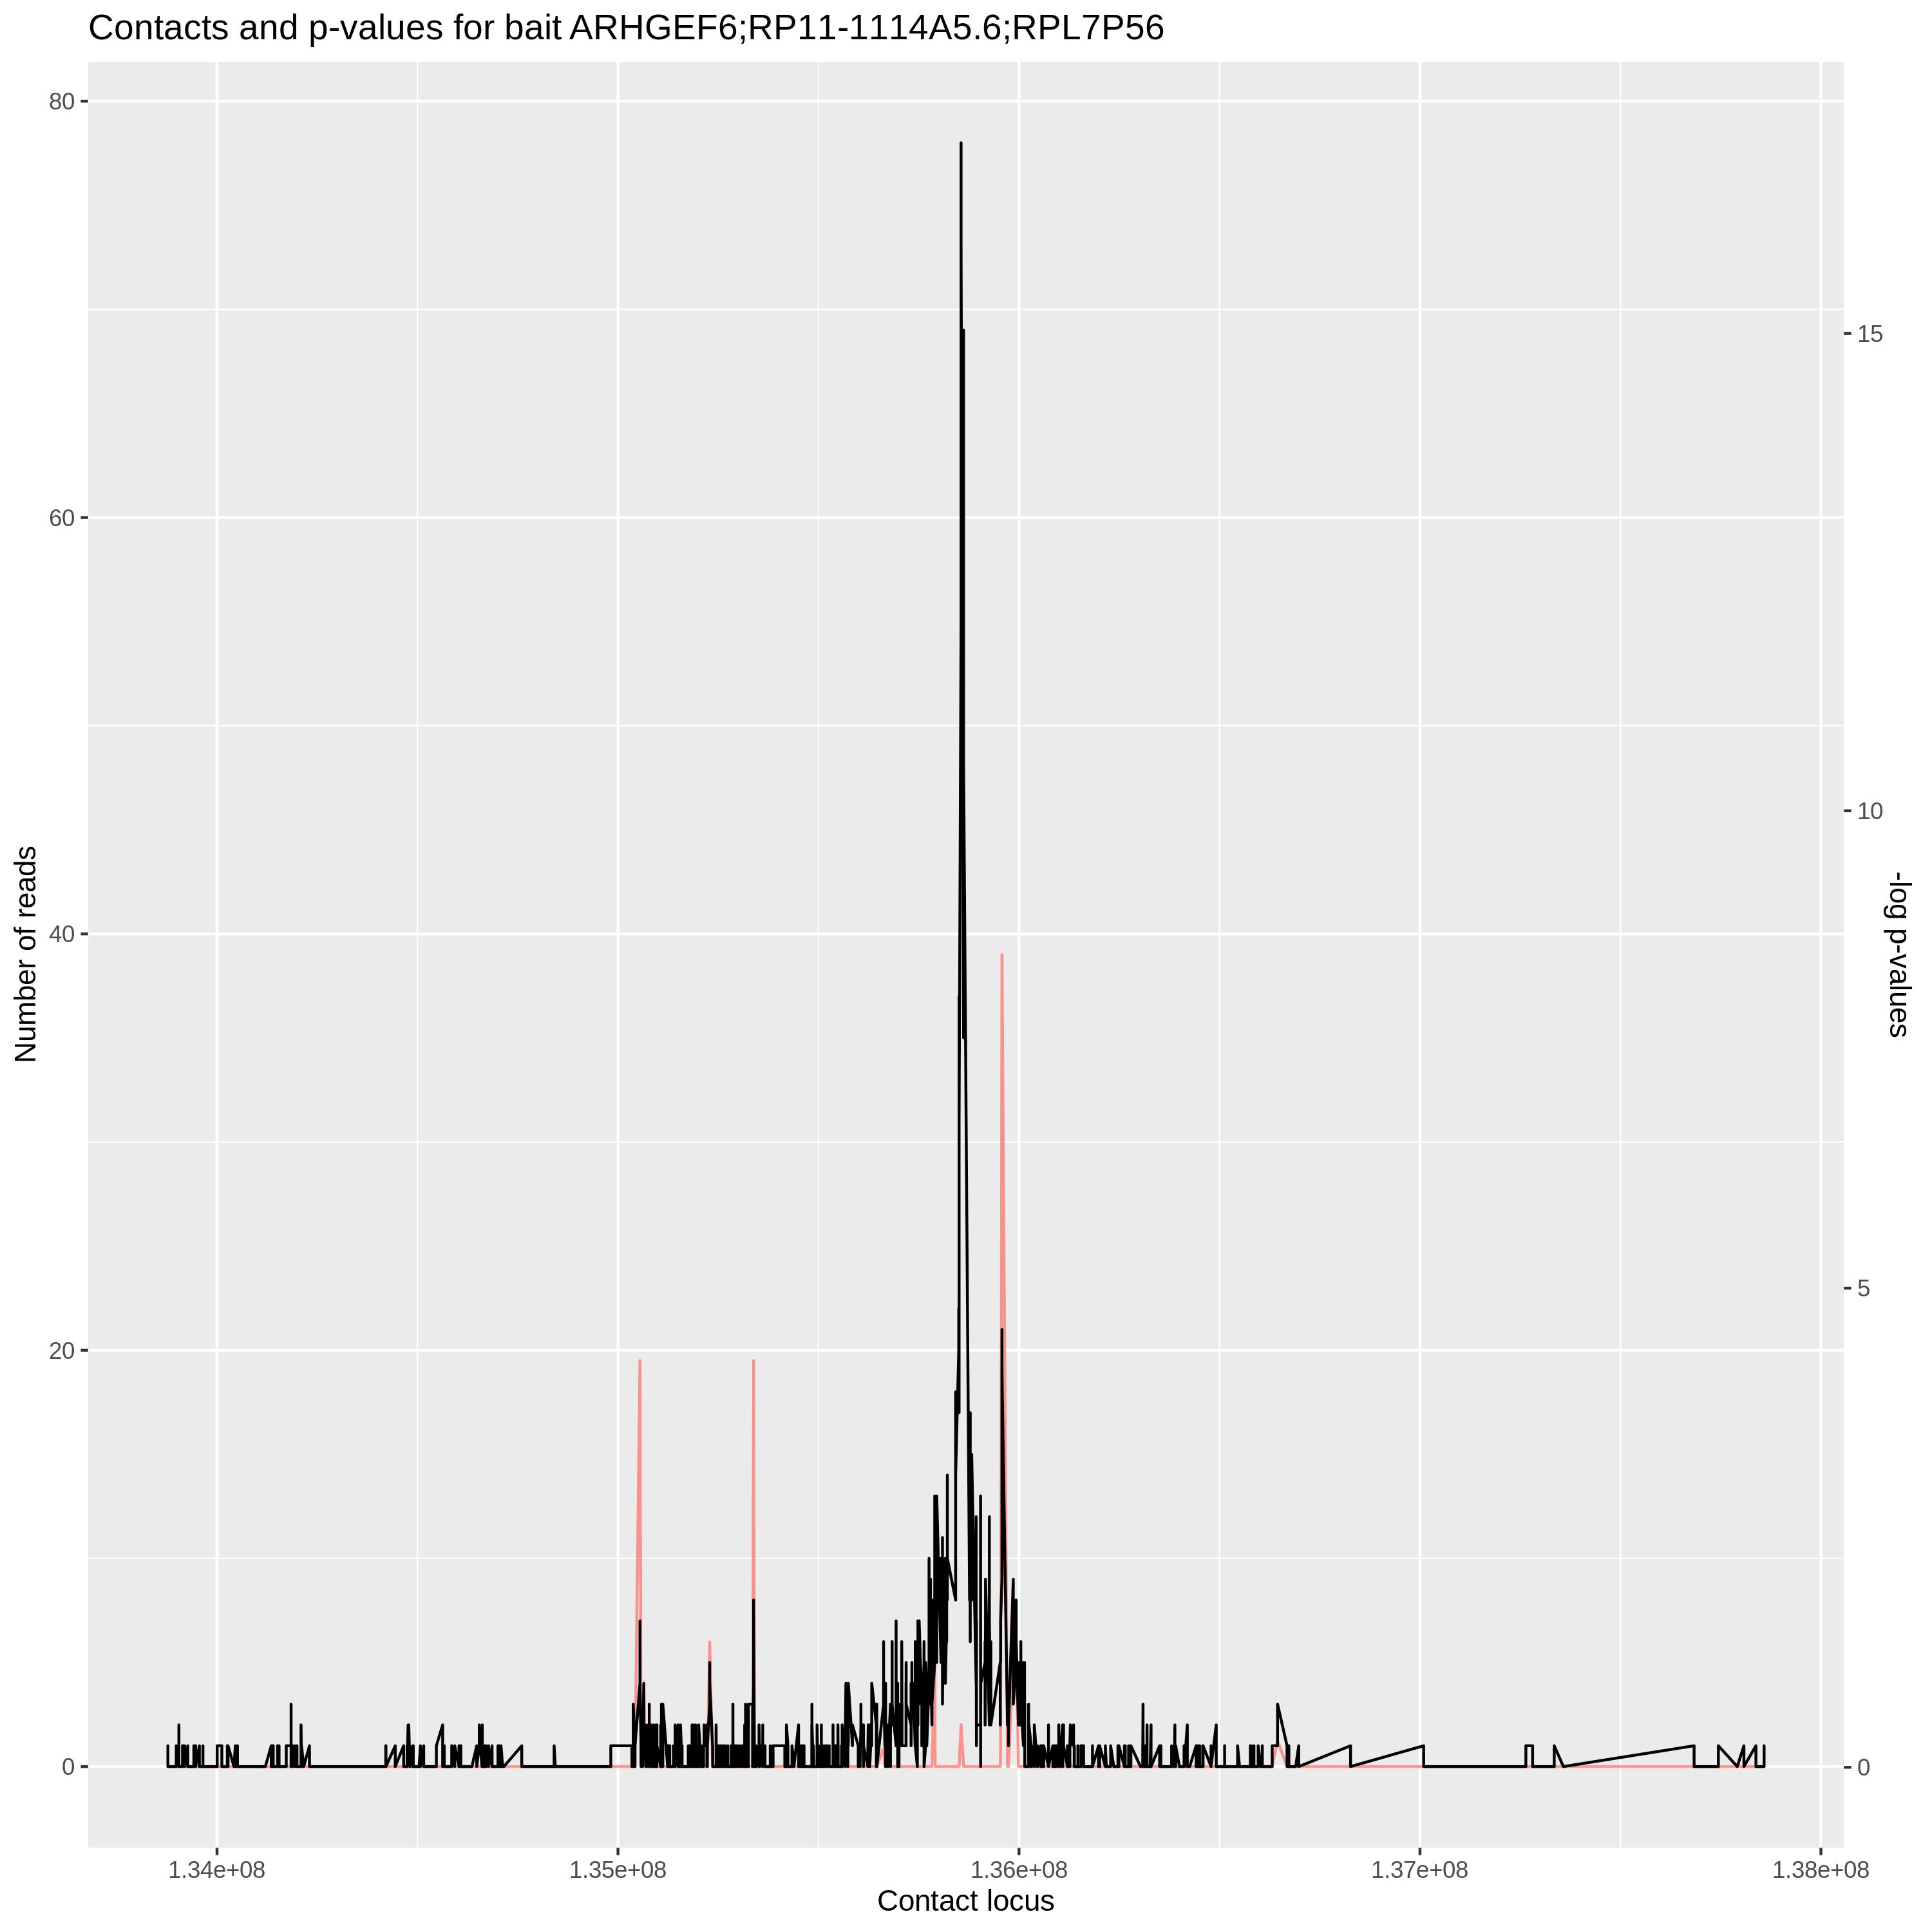 Contacts and p-values for bait ARHGEF6;RP11-1114A5.6;RPL7P56
80
60
40
20
0
Number of reads
15
10
5
0
-log p-values
1.34e+08 1.35e+08 1.36e+08 1.37e+08 1.38e+08
Contact locus